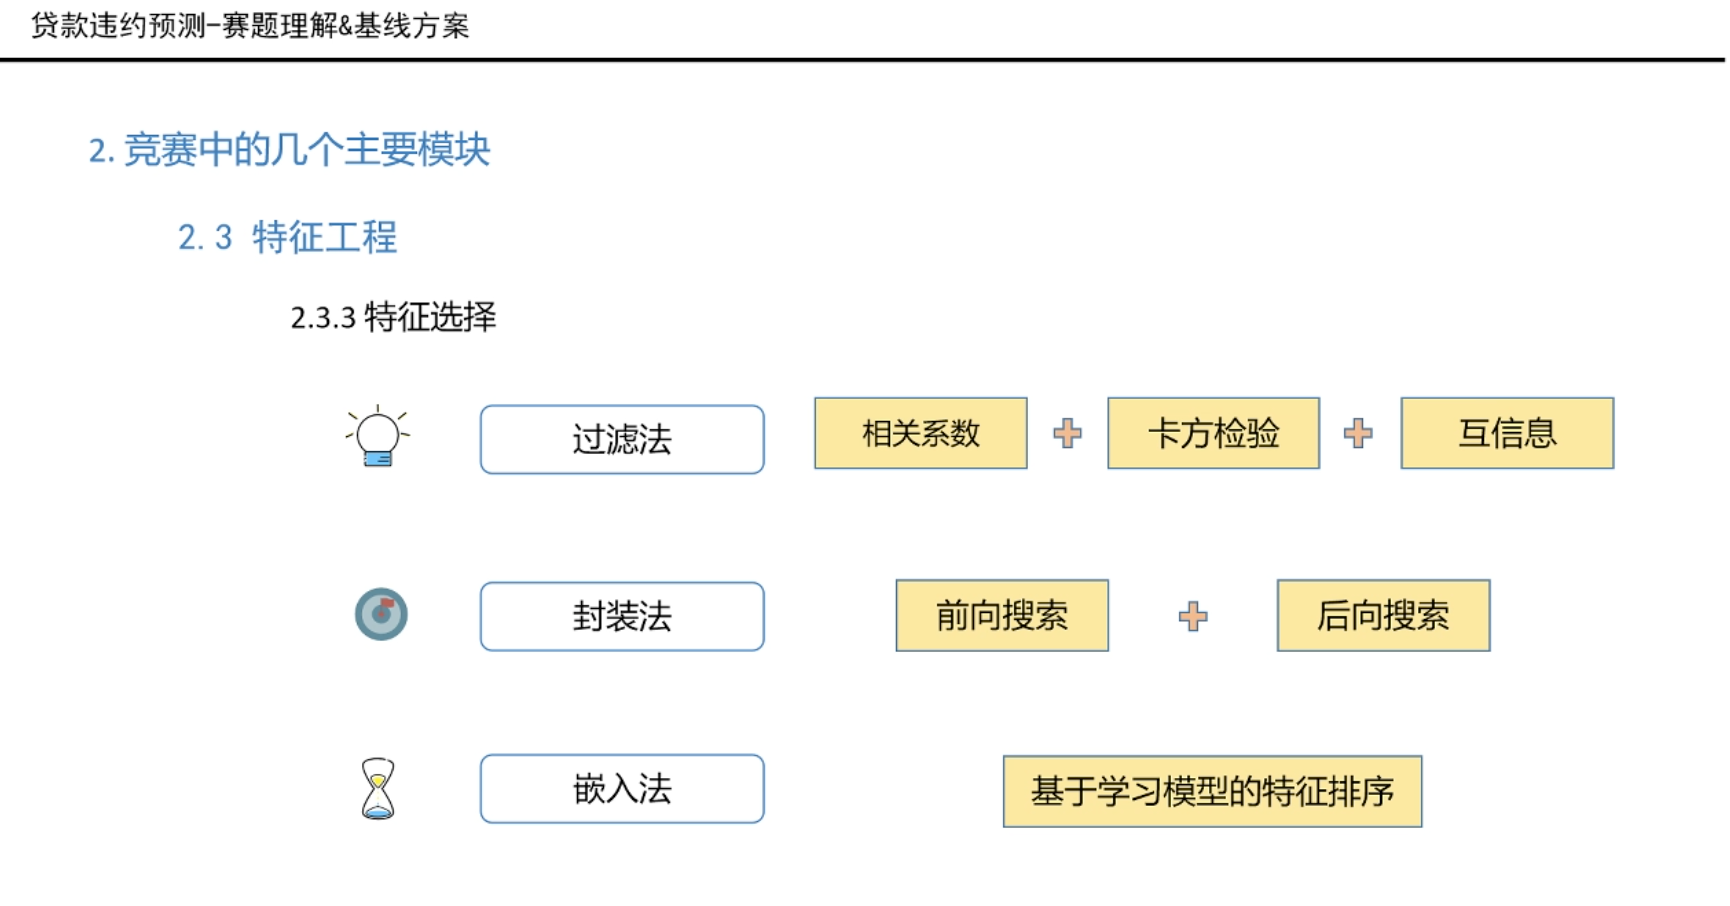 贷款违约预测-赛题理解&基线方案
2. 竞赛中的几个主要模块
2.3 特征工程
2.3.3 特征选择
过滤法 相关系数 卡方检验 互信息
封装法 前向搜索 后向搜索
嵌入法 基于学习模型的特征排序